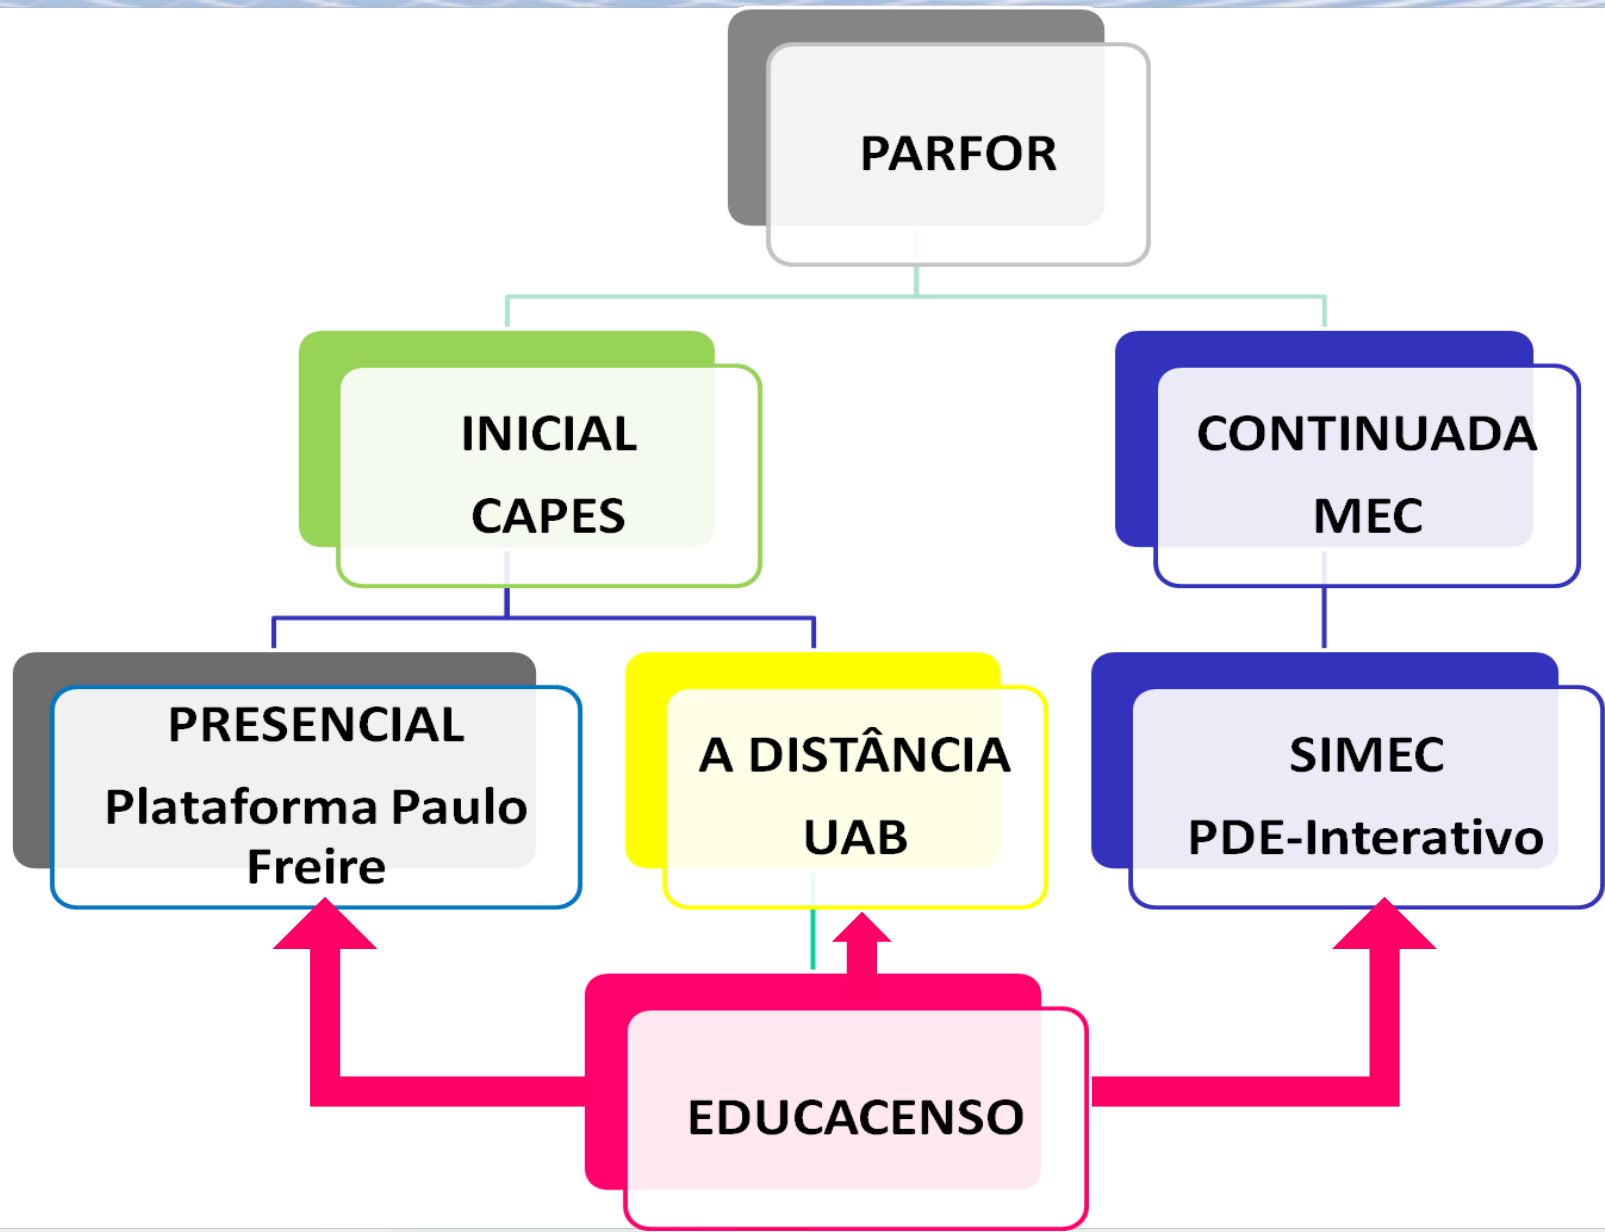 PARFOR
INICIAL
CAPES
CONTINUADA
MEC
PRESENCIAL
Plataforma Paulo
Freire
A DISTÂNCIA
UAB
SIMEC
PDE-Interativo
EDUCACENSO